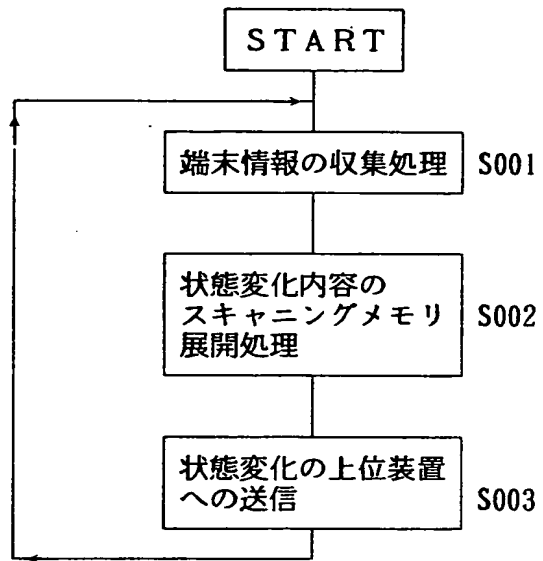 START
端末情報の収集処理 S001
状態変化内容の
スキャニングメモリ S002
展開処理
状態変化の上位装置
への送信 S003